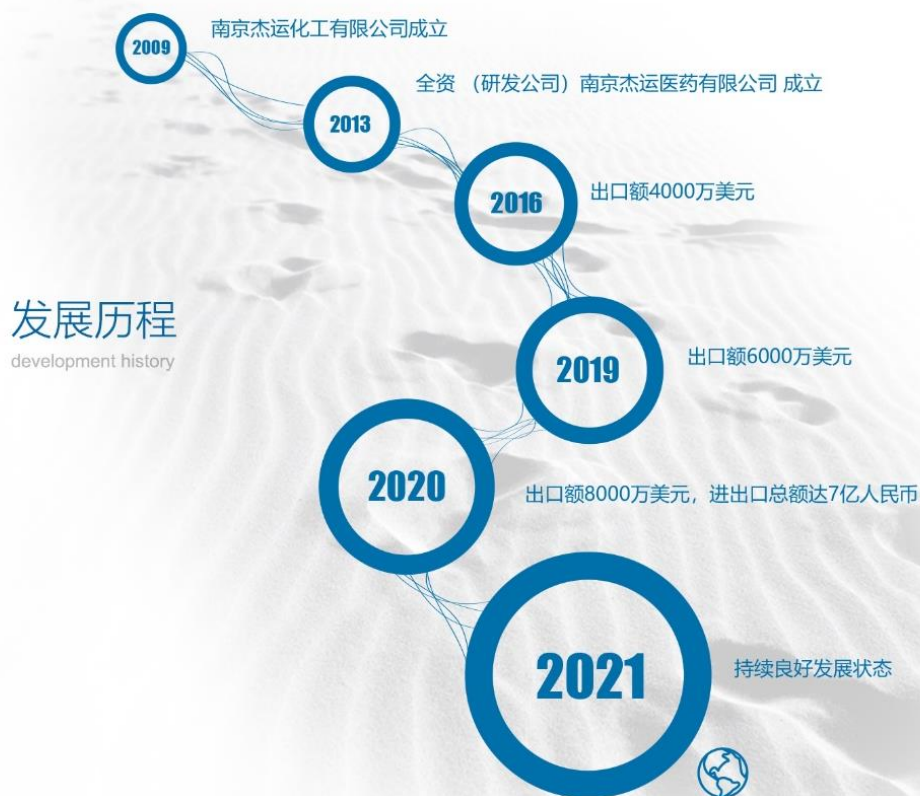 2009
南京杰运化工有限公司成立
2013
全资 （研发公司）南京杰运医药有限公司 成立
2016
出口额4000万美元
发展历程
development history
2019
出口额6000万美元
2020
出口额8000万美元，进出口总额达7亿人民币
2021
持续良好发展状态